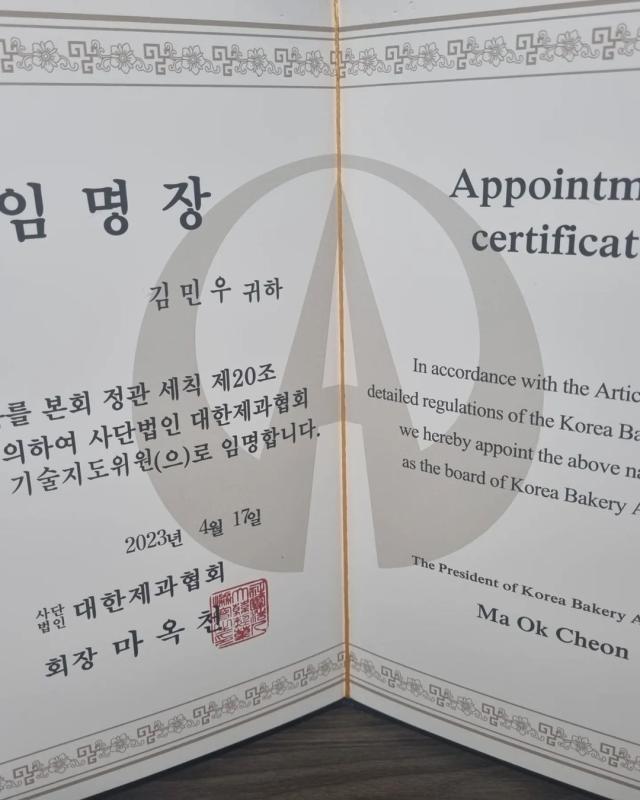 임 명 장
김 민 우 귀하
를 본회 정관 세칙 제20조
의하여 사단법인 대한제과협회
기술지도위원(으)로 임명합니다.
2023년 4월 17일
사단
법인 대한제과협회
회장 마 옥 천
Appointm
certificat
In accordance with the Artic
detailed regulations of the Korea Ba
we hereby appoint the above na
as the board of Korea Bakery A
The President of Korea Bakery A
Ma Ok Cheon